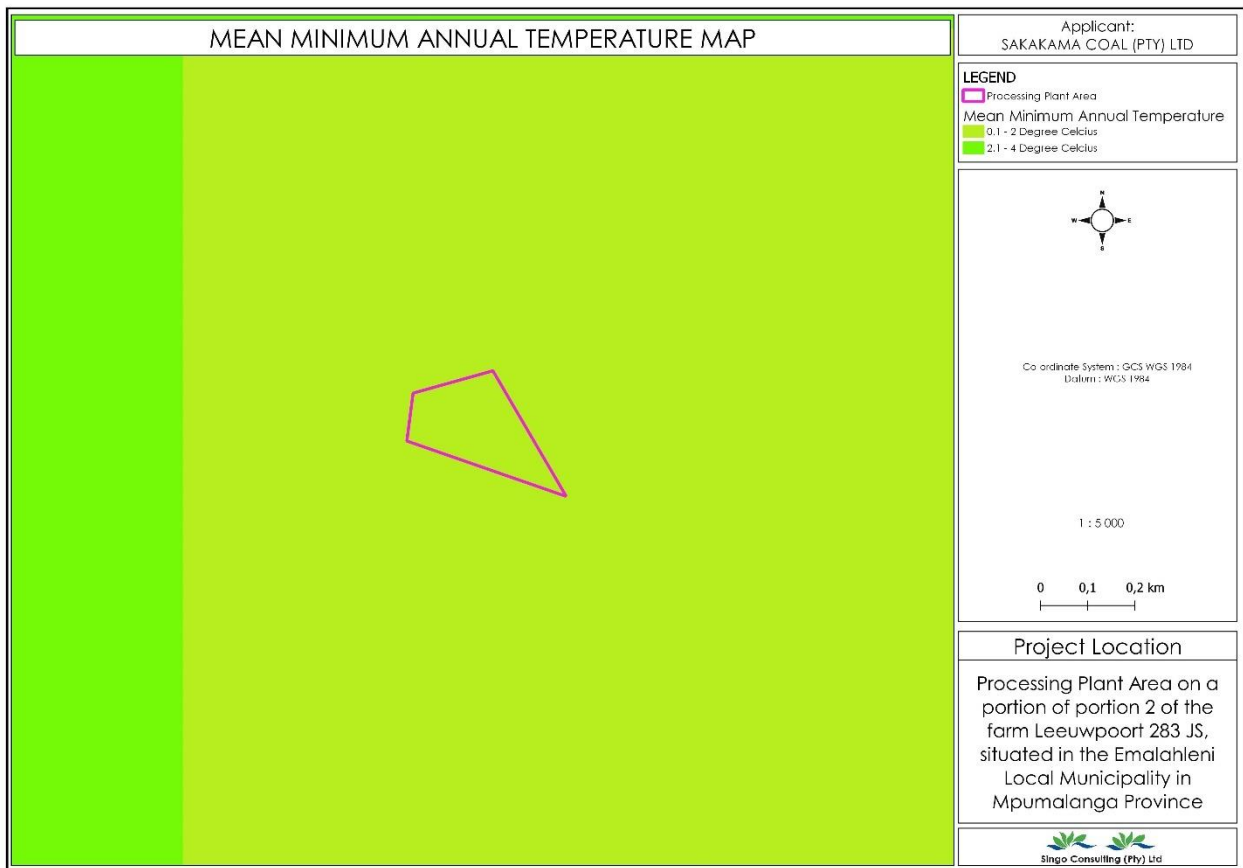 MEAN MINIMUM ANNUAL TEMPERATURE MAP
Applicant:
SAKAKAMA COAL (PTY) LTD
LEGEND
Processing Plant Area
Mean Minimum Annual Temperature
0.1 - 2 Degree Celcius
2.1 - 4 Degree Celcius
N
W E
S
Co ordinate System : GCS WGS 1984
Datum : WGS 1984
1 : 5 000
0 0,1 0,2 km
Project Location
Processing Plant Area on a
portion of portion 2 of the
farm Leeuwpoort 283 JS,
situated in the Emalahleni
Local Municipality in
Mpumalanga Province
Singo Consulting (Pty) Ltd